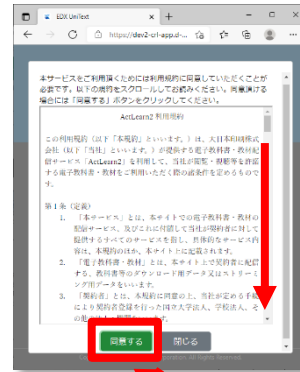 EDX UniText
https://dev2-crl-app.d-...
本サービスをご利用頂くためには利用規約に同意していただくことが
必要です。以下の規約をスクロールしてお読みください。同意頂ける
場合には「同意する」ボタンをクリックしてください。
ActLearn2 利用規約
この利用規約（以下「本規約」といいます。）は、大日本印刷株式
会社（以下「当社」といいます。）が提供する電子教科書・教材配
信サービス「ActLearn2」を利用して、当社が閲覧・視聴等を許諾
する電子教科書・教材をご利用いただく際の諸条件を定めるもので
す。
第1条（定義）
1. 「本サービス」とは、本サイトでの電子教科書・教材の
配信サービス、及びこれに付随して当社が契約者に対して
提供するすべてのサービスを指し、具体的なサービス内
容は、本規約のほか、本サイト上に記載されます。
2. 「電子教科書・教材」とは、本サイト上で契約者に配信
する、教科書等のダウンロード用データ又はストリーミ
ング用データをいいます。
3. 「契約者」とは、本規約に同意の上、当社が定める手続
により契約者登録を行った国立大学法人、学校法人、そ
同意する
閉じる
Corporation. All Rights Reserved.